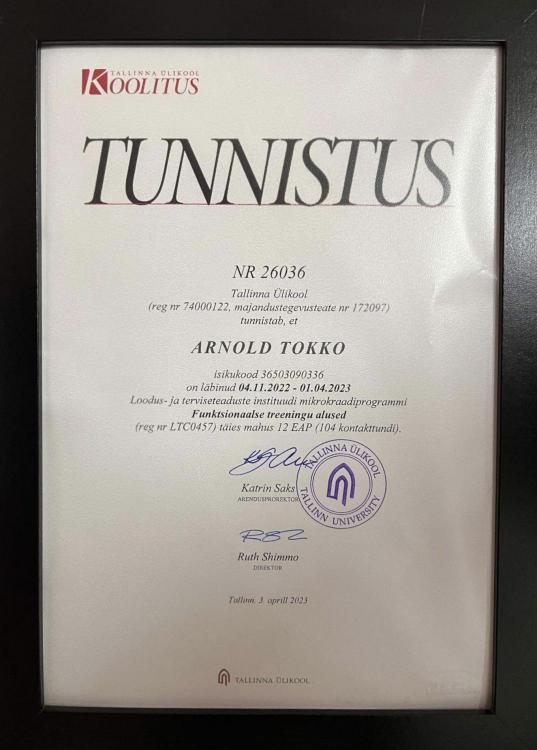 TALLINNA ÜLIKOOL
KOOLITUS
TUNNISTUS
NR 26036
Tallinna Ülikool
(reg nr 74000122, majandustegevusteate nr 172097)
tunnistab, et
ARNOLD TOKKO
isikukood 36503090336
on läbinud 04.11.2022 - 01.04.2023
Loodus- ja terviseteaduste instituudi mikrokraadiprogrammi
Funktsionaalse treeningu alused
(reg nr LTC0457) täies mahus 12 EAP (104 kontakttundi).
TALLINNA ÜLIKOOL
TALLINN UNIVERSITY
Katrin Saks
ARENDUSPROREKTOR
Ruth Shimmo
DIREKTOR
Tallinn, 3. aprill 2023
TALLINNA ÜLIKOOL